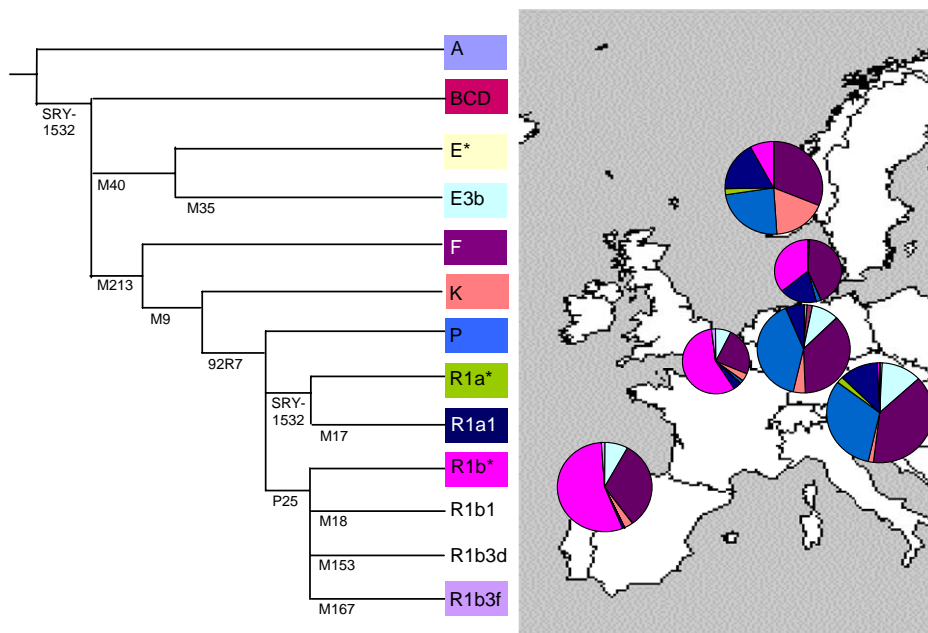 A
BCD
SRY-
1532
E*
M40
M35
E3b
F
M213
K
M9
P
92R7
R1a*
SRY-
1532
M17
R1a1
R1b*
P25
M18
R1b1
M153
R1b3d
M167
R1b3f